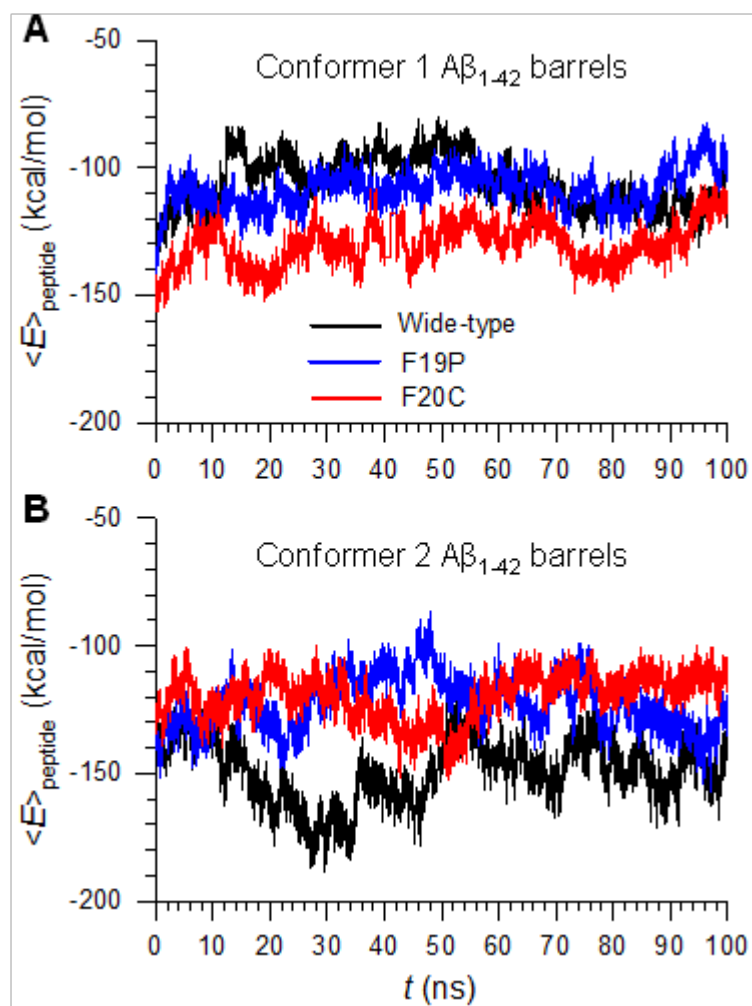 A
Conformer 1 Aβ1-42 barrels
<E>peptide (kcal/mol)
-50
-100
-150
-200
Wide-type
F19P
F20C
0 10 20 30 40 50 60 70 80 90 100
B
Conformer 2 Aβ1-42 barrels
<E>peptide (kcal/mol)
-50
-100
-150
-200
0 10 20 30 40 50 60 70 80 90 100
t (ns)